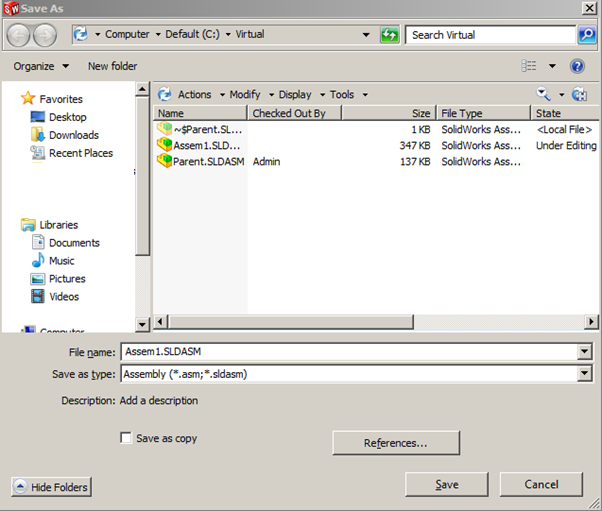 Save As
Computer Default (C:) Virtual Search Virtual
Organize New folder
Favorites
Desktop
Downloads
Recent Places
Libraries
Documents
Music
Pictures
Videos
Computer
Actions Modify Display Tools
Name Checked Out By Size File Type State
~$Parent.SL... 1 KB SolidWorks Ass... <Local File>
Assem1.SLD... 347 KB SolidWorks Ass... Under Editing
Parent.SLDASM Admin 137 KB SolidWorks Ass...
File name: Assem1.SLDASM
Save as type: Assembly (*.asm;*.sldasm)
Description: Add a description
Save as copy
References...
Hide Folders Save Cancel